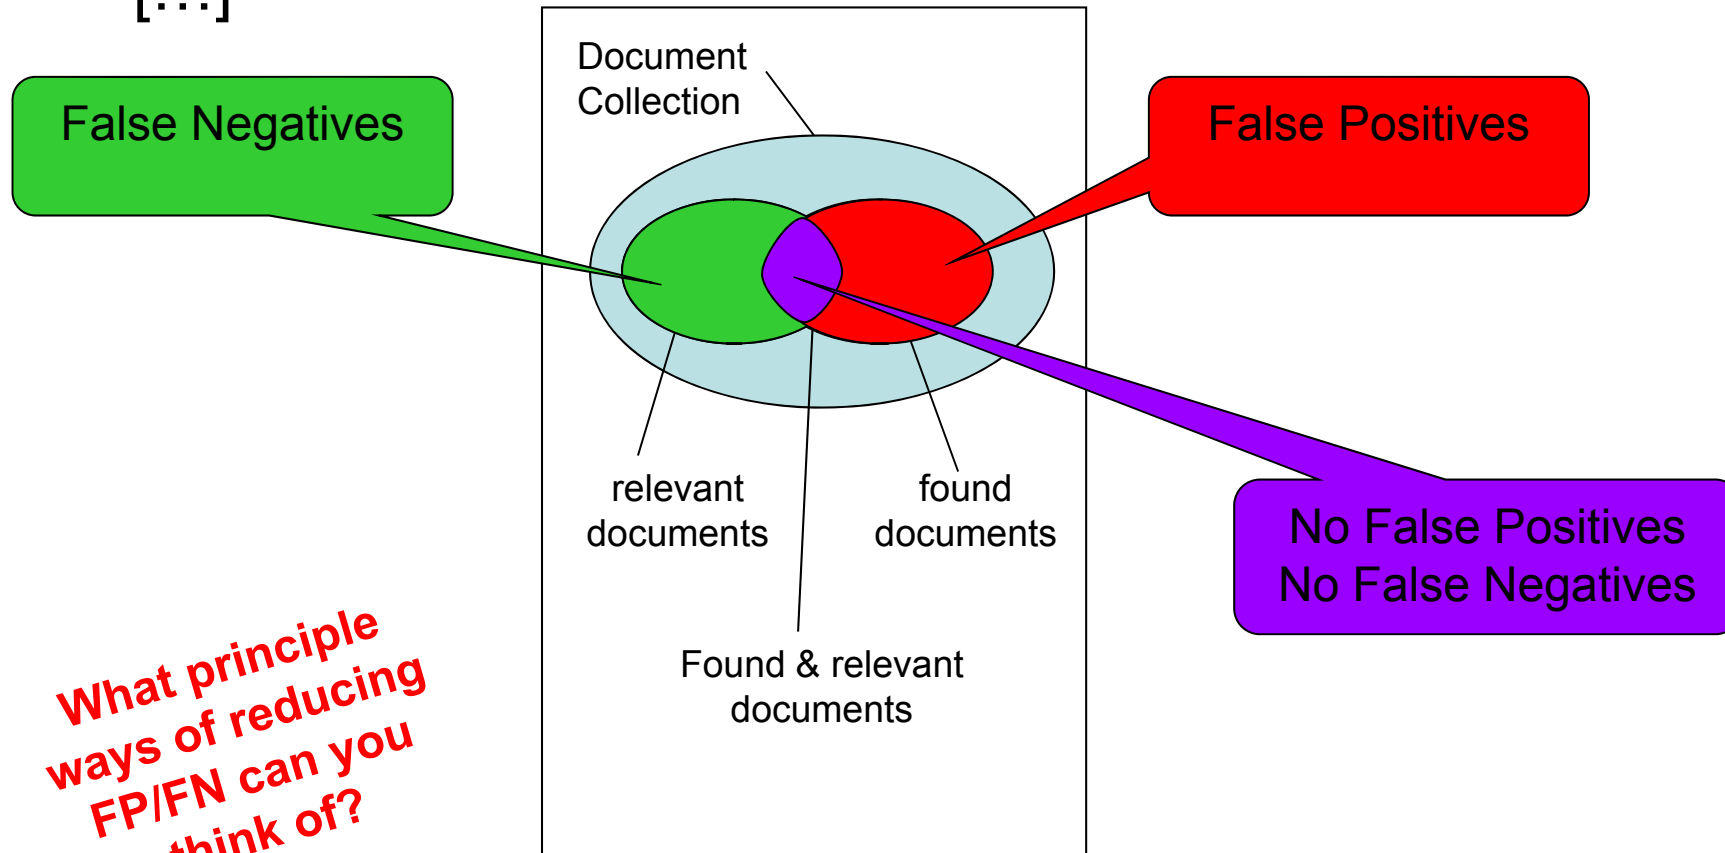 [...]
Document
Collection
False Negatives
False Positives
relevant
documents
found
documents
No False Positives
No False Negatives
Found & relevant
documents
What principle
ways of reducing
FP/FN can you
think of?